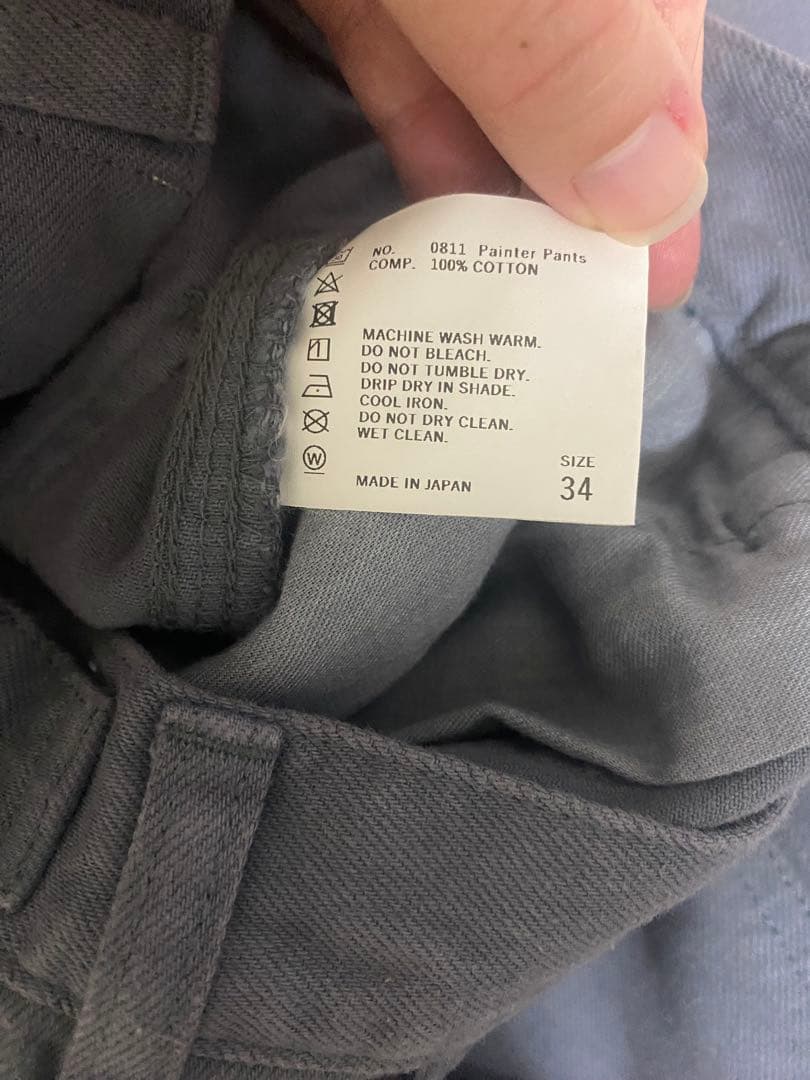 NO. 0811 Painter Pants
COMP. 100% COTTON
MACHINE WASH WARM.
DO NOT BLEACH.
DO NOT TUMBLE DRY.
DRIP DRY IN SHADE.
COOL IRON.
DO NOT DRY CLEAN.
WET CLEAN.
W
MADE IN JAPAN
SIZE
34